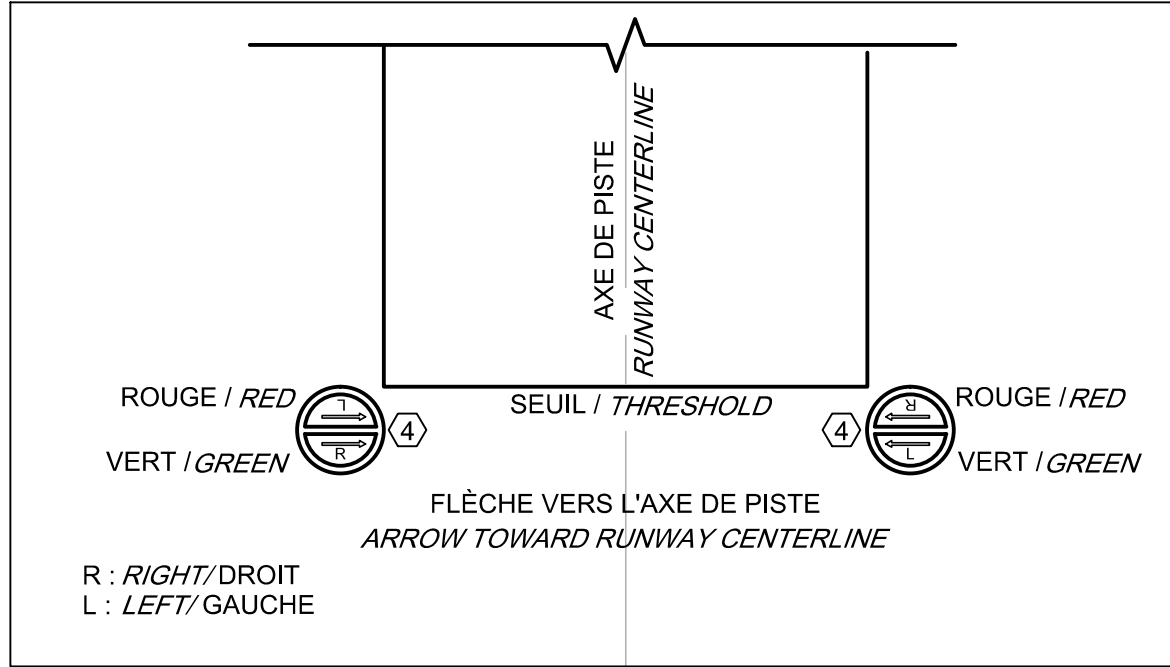 AXE DE PISTE
RUNWAY CENTERLINE
ROUGE / RED
L
R
4
VERT / GREEN
SEUIL / THRESHOLD
4
R
L
ROUGE / RED
VERT / GREEN
FLÈCHE VERS L'AXE DE PISTE
ARROW TOWARD RUNWAY CENTERLINE
R : RIGHT/ DROIT
L : LEFT/ GAUCHE